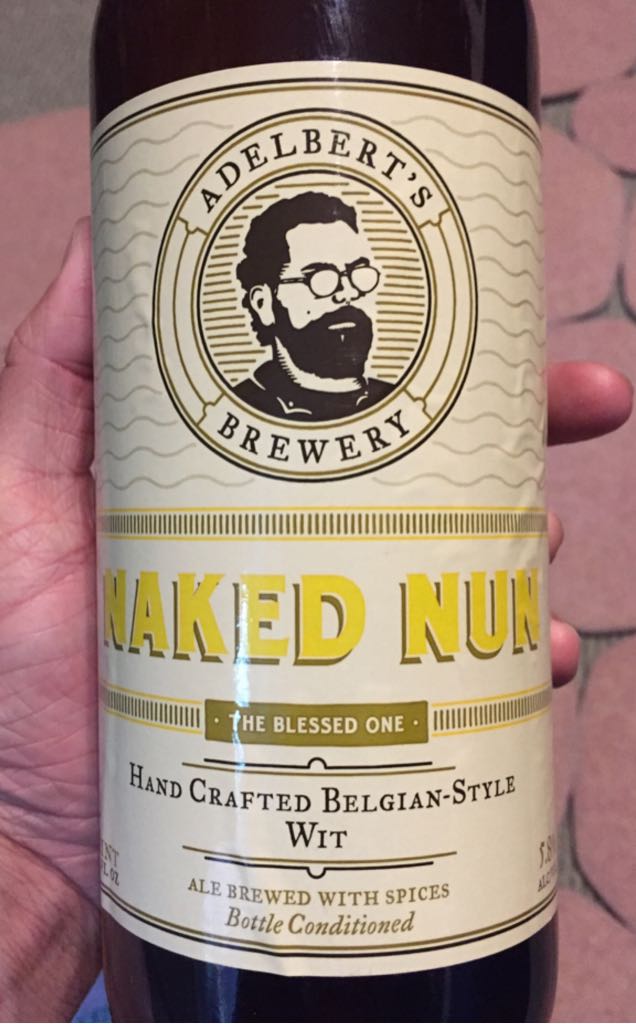 ADELBERT'S
BREWERY
NAKED NUN
· THE BLESSED ONE ·
HAND CRAFTED BELGIAN-STYLE
WIT
ALE BREWED WITH SPICES
Bottle Conditioned